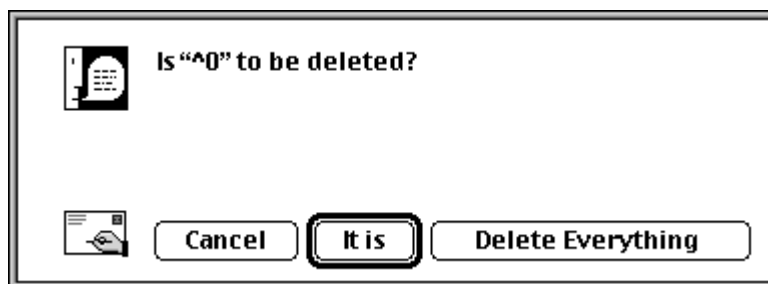 Is “^0” to be deleted?
Cancel
It is
Delete Everything